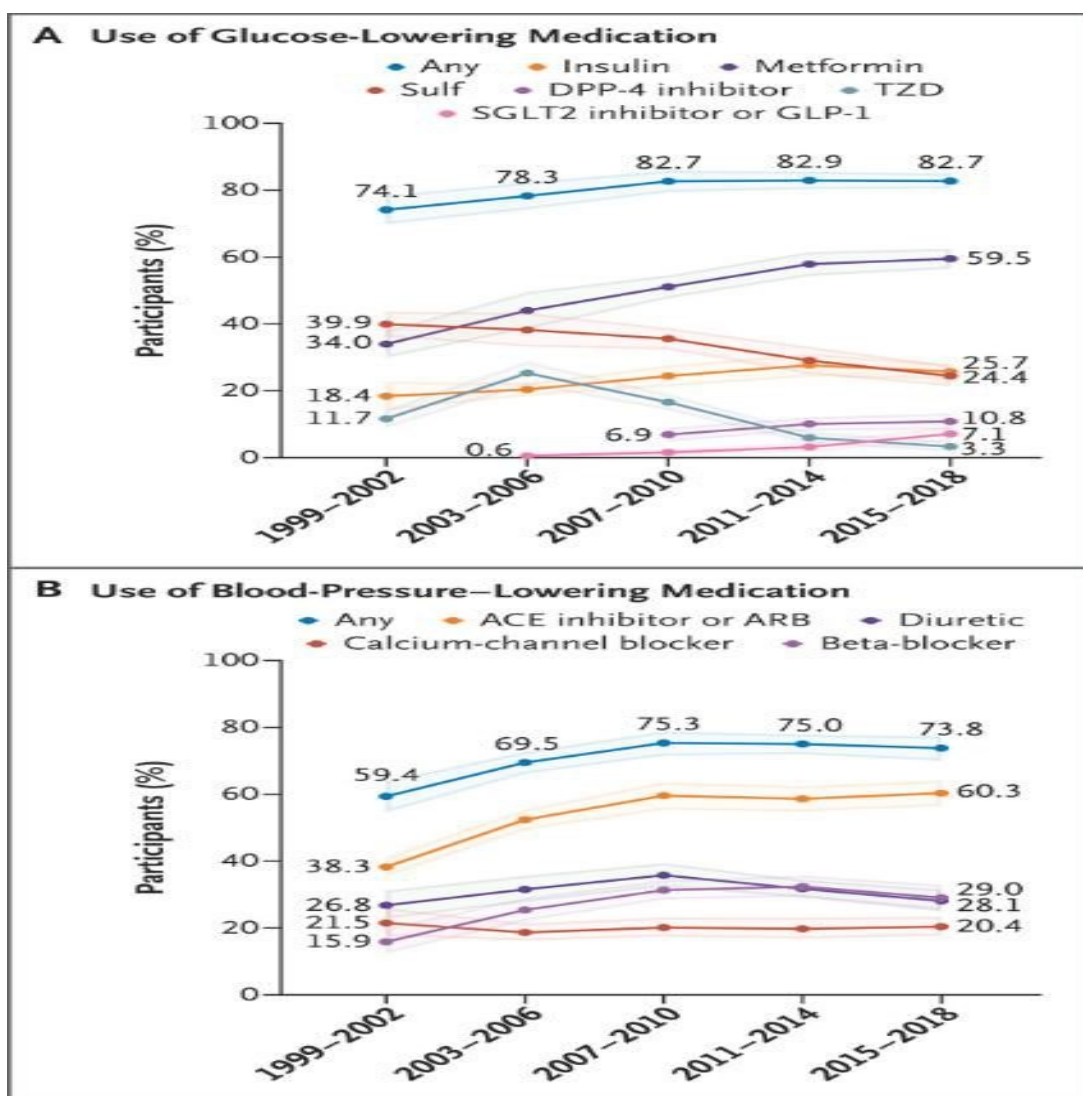 A Use of Glucose-Lowering Medication
Any Insulin Metformin
Sulf DPP-4 inhibitor TZD
SGLT2 inhibitor or GLP-1
Participants (%)
100
80
60
40
20
0
74.1 78.3 82.7 82.9 82.7
59.5
39.9
34.0
25.7
24.4
18.4
11.7
10.8
6.9
7.1
0.6
3.3
1999–2002 2003–2006 2007–2010 2011–2014 2015–2018
B Use of Blood-Pressure–Lowering Medication
Any ACE inhibitor or ARB Diuretic
Calcium-channel blocker Beta-blocker
Participants (%)
100
80
60
40
20
0
59.4 69.5 75.3 75.0 73.8
60.3
38.3
29.0
26.8
28.1
21.5
20.4
15.9
1999–2002 2003–2006 2007–2010 2011–2014 2015–2018